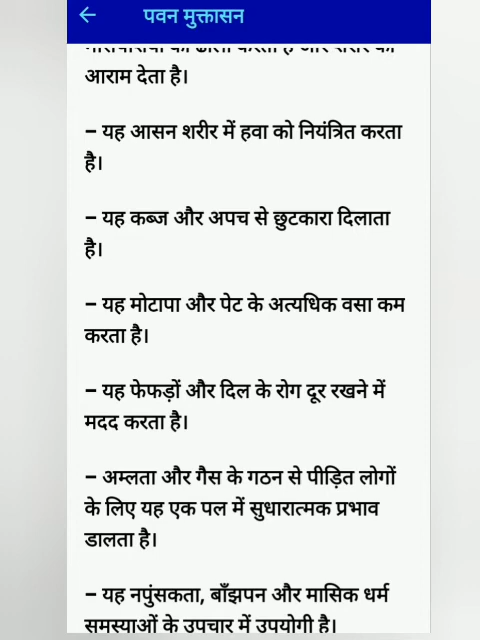 पवन मुक्तासन
आराम देता है।
– यह आसन शरीर में हवा को नियंत्रित करता
है।
– यह कब्ज और अपच से छुटकारा दिलाता
है।
– यह मोटापा और पेट के अत्यधिक वसा कम
करता है।
– यह फेफड़ों और दिल के रोग दूर रखने में
मदद करता है।
– अम्लता और गैस के गठन से पीड़ित लोगों
के लिए यह एक पल में सुधारात्मक प्रभाव
डालता है।
– यह नपुंसकता, बाँझपन और मासिक धर्म
समस्याओं के उपचार में उपयोगी है।